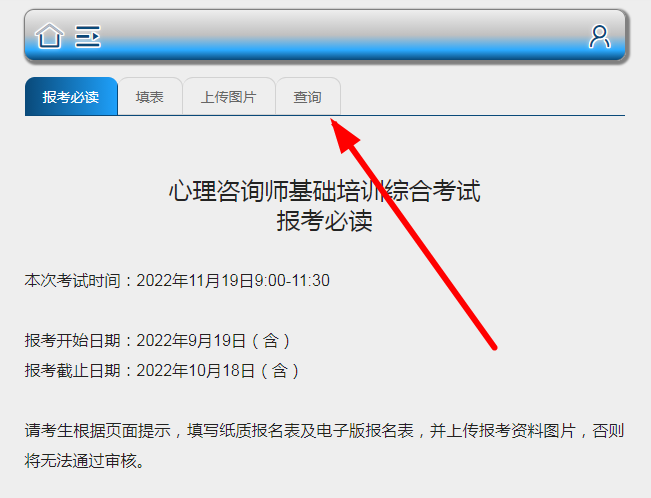 报考必读 填表 上传图片 查询
心理咨询师基础培训综合考试
报考必读
本次考试时间：2022年11月19日9:00-11:30
报考开始日期：2022年9月19日（含）
报考截止日期：2022年10月18日（含）
请考生根据页面提示，填写纸质报名表及电子版报名表，并上传报考资料图片，否则
将无法通过审核。